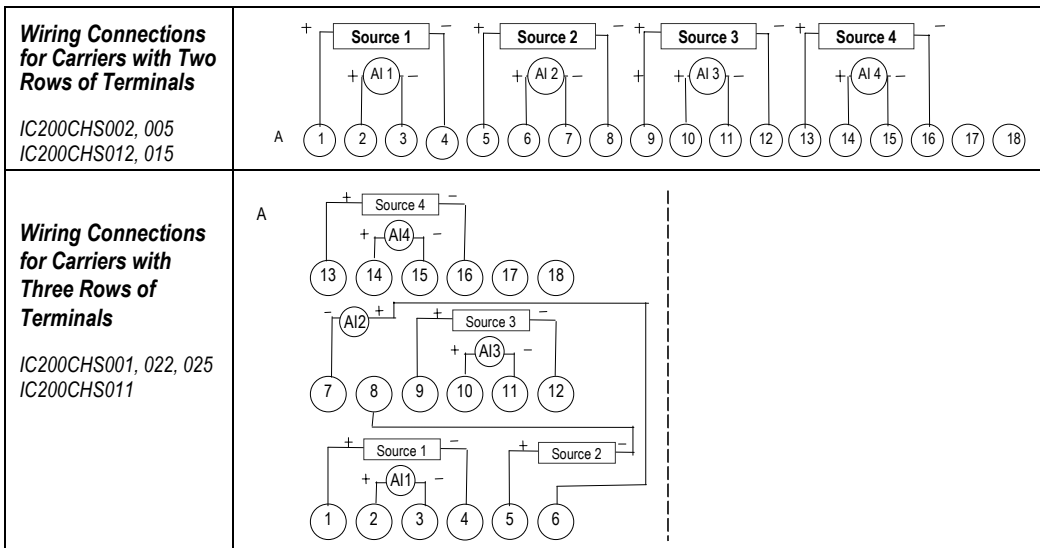 Wiring Connections
for Carriers with Two
Rows of Terminals
IC200CHS002, 005
IC200CHS012, 015
+ Source 1 − + Source 2 − + Source 3 − + Source 4 −
+ AI 1 − + AI 2 − + + AI 3 − + AI 4 −
A 1 2 3 4 5 6 7 8 9 10 11 12 13 14 15 16 17 18
Wiring Connections
for Carriers with
Three Rows of
Terminals
IC200CHS001, 022, 025
IC200CHS011
A
+ Source 4 −
+ AI4 −
13 14 15 16 17 18
− AI2 + + Source 3 −
+ AI3 −
7 8 9 10 11 12
+ Source 1 − + Source 2 −
+ AI1 −
1 2 3 4 5 6